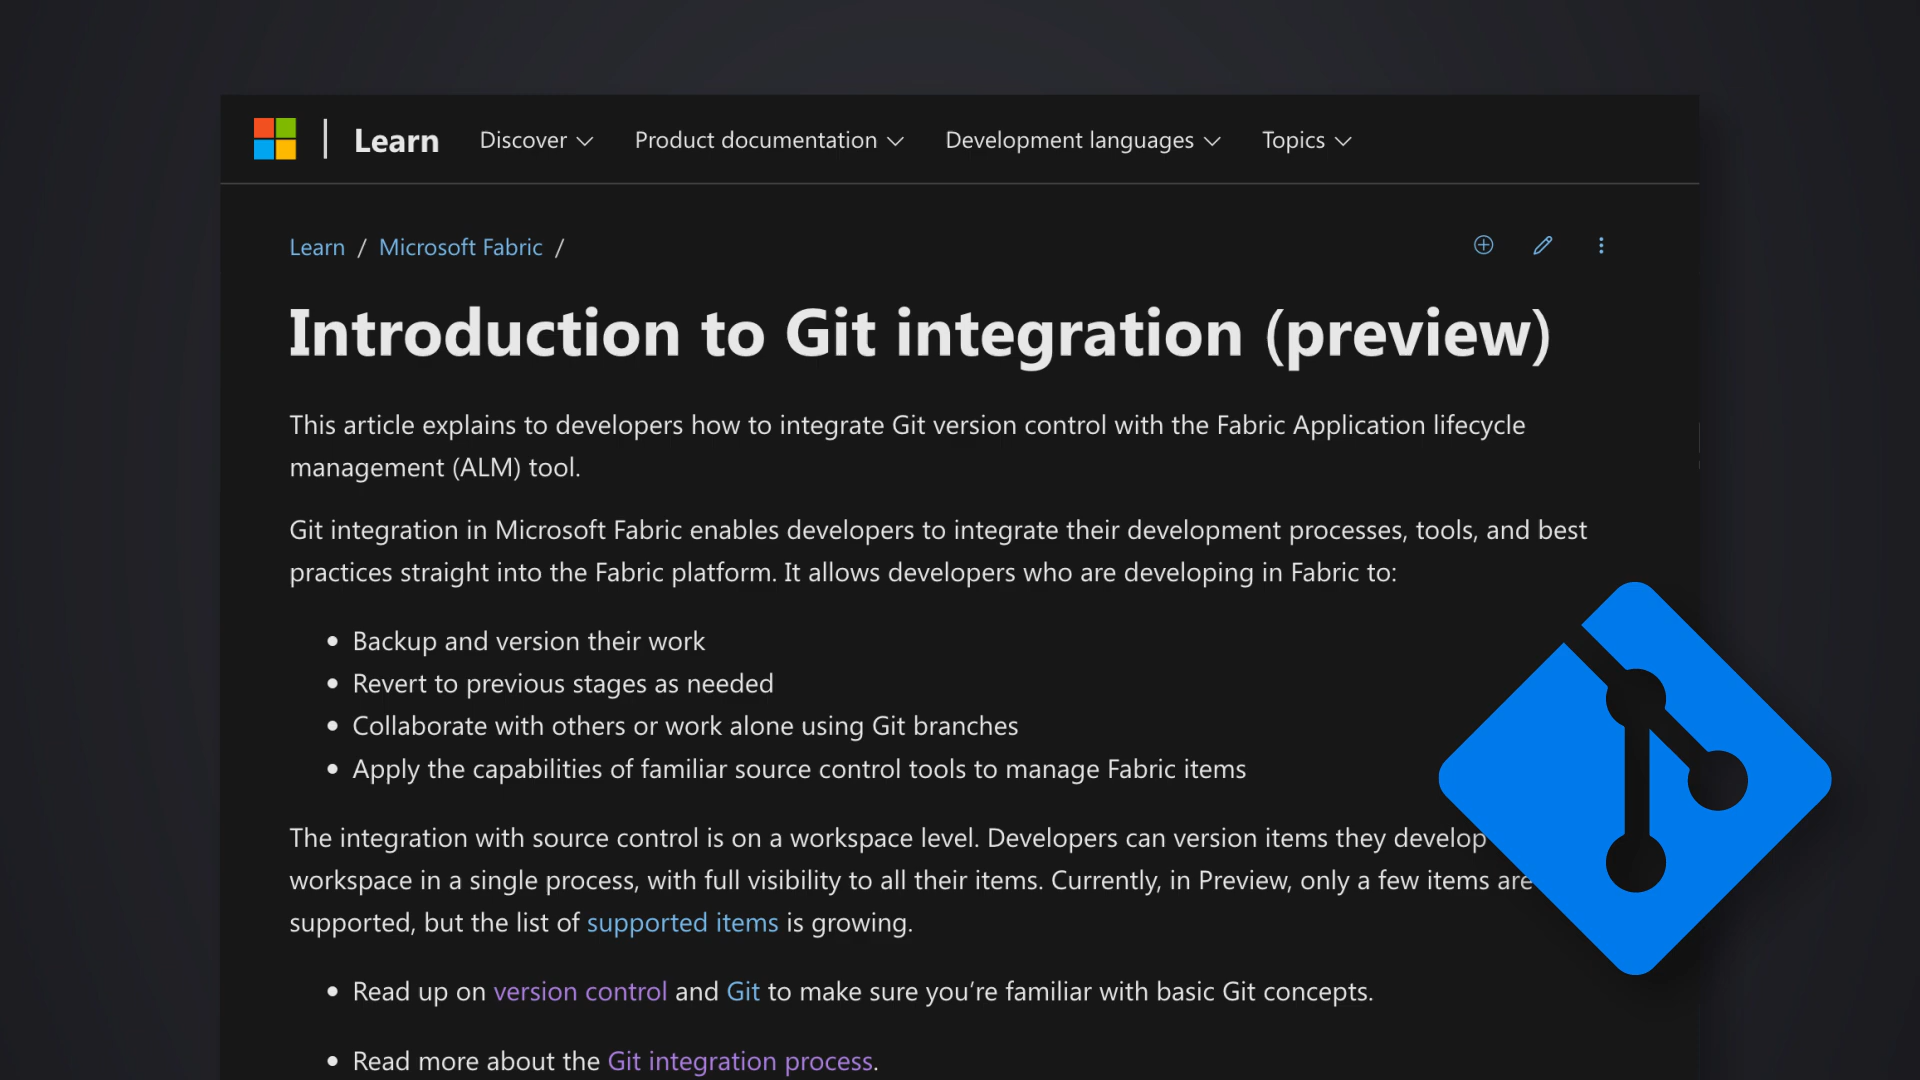 Learn Discover Product documentation Development languages Topics
Learn / Microsoft Fabric /
Introduction to Git integration (preview)
This article explains to developers how to integrate Git version control with the Fabric Application lifecycle
management (ALM) tool.
Git integration in Microsoft Fabric enables developers to integrate their development processes, tools, and best
practices straight into the Fabric platform. It allows developers who are developing in Fabric to:
• Backup and version their work
• Revert to previous stages as needed
• Collaborate with others or work alone using Git branches
• Apply the capabilities of familiar source control tools to manage Fabric items
The integration with source control is on a workspace level. Developers can version items they develop
workspace in a single process, with full visibility to all their items. Currently, in Preview, only a few items are
supported, but the list of supported items is growing.
• Read up on version control and Git to make sure you’re familiar with basic Git concepts.
• Read more about the Git integration process.